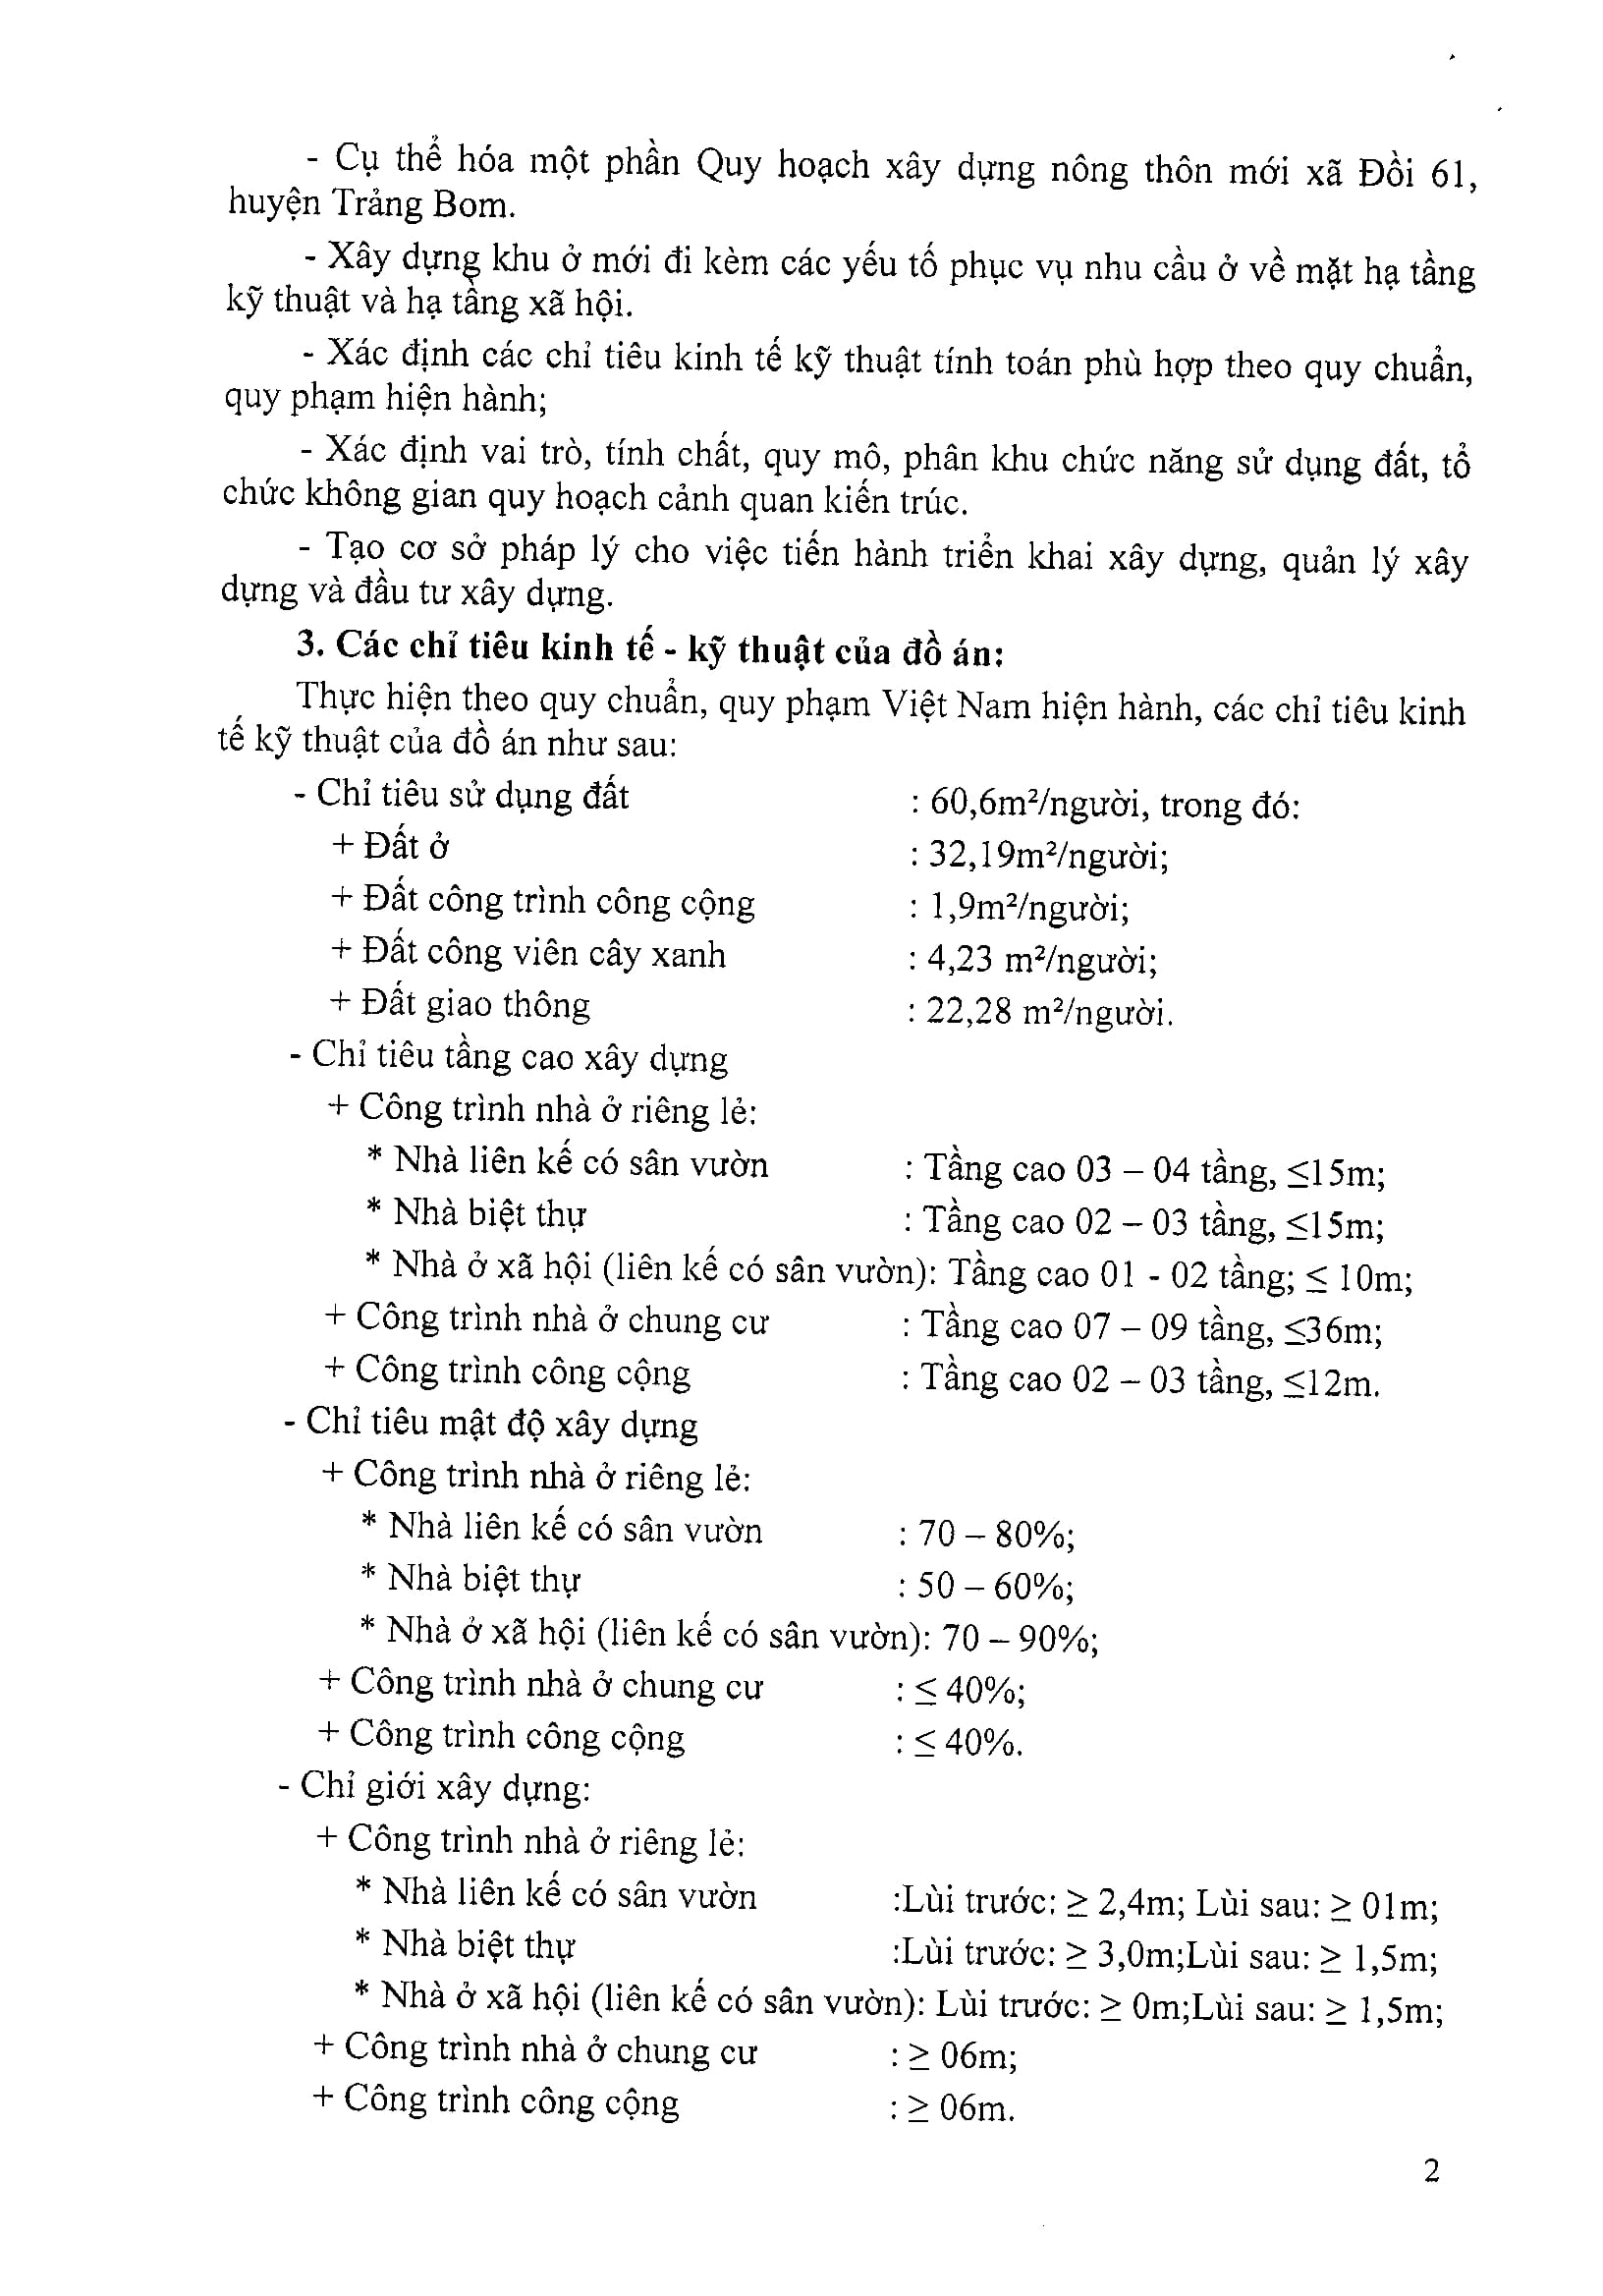 - Cụ thể hóa một phần Quy hoạch xây dựng nông thôn mới xã Đồi 61,
huyện Trảng Bom.
- Xây dựng khu ở mới đi kèm các yếu tố phục vụ nhu cầu ở về mặt hạ tầng
kỹ thuật và hạ tầng xã hội.
- Xác định các chỉ tiêu kinh tế kỹ thuật tính toán phù hợp theo quy chuẩn,
quy phạm hiện hành;
- Xác định vai trò, tính chất, quy mô, phân khu chức năng sử dụng đất, tổ
chức không gian quy hoạch cảnh quan kiến trúc.
- Tạo cơ sở pháp lý cho việc tiến hành triển khai xây dựng, quản lý xây
dựng và đầu tư xây dựng.
3. Các chỉ tiêu kinh tế - kỹ thuật của đồ án:
Thực hiện theo quy chuẩn, quy phạm Việt Nam hiện hành, các chỉ tiêu kinh
tế kỹ thuật của đồ án như sau:
- Chỉ tiêu sử dụng đất : 60,6m²/người, trong đó:
+ Đất ở : 32,19m²/người;
+ Đất công trình công cộng : 1,9m²/người;
+ Đất công viên cây xanh : 4,23 m²/người;
+ Đất giao thông : 22,28 m²/người.
- Chỉ tiêu tầng cao xây dựng
+ Công trình nhà ở riêng lẻ:
* Nhà liên kế có sân vườn : Tầng cao 03 – 04 tầng, ≤15m;
* Nhà biệt thự : Tầng cao 02 – 03 tầng, ≤15m;
* Nhà ở xã hội (liên kế có sân vườn): Tầng cao 01 - 02 tầng; ≤ 10m;
+ Công trình nhà ở chung cư : Tầng cao 07 – 09 tầng, ≤36m;
+ Công trình công cộng : Tầng cao 02 – 03 tầng, ≤12m.
- Chỉ tiêu mật độ xây dựng
+ Công trình nhà ở riêng lẻ:
* Nhà liên kế có sân vườn : 70 – 80%;
* Nhà biệt thự : 50 – 60%;
* Nhà ở xã hội (liên kế có sân vườn): 70 – 90%;
+ Công trình nhà ở chung cư : ≤ 40%;
+ Công trình công cộng : ≤ 40%.
- Chỉ giới xây dựng:
+ Công trình nhà ở riêng lẻ:
* Nhà liên kế có sân vườn :Lùi trước: ≥ 2,4m; Lùi sau: ≥ 01m;
* Nhà biệt thự :Lùi trước: ≥ 3,0m;Lùi sau: ≥ 1,5m;
* Nhà ở xã hội (liên kế có sân vườn): Lùi trước: ≥ 0m;Lùi sau: ≥ 1,5m;
+ Công trình nhà ở chung cư : ≥ 06m;
+ Công trình công cộng : ≥ 06m.
2